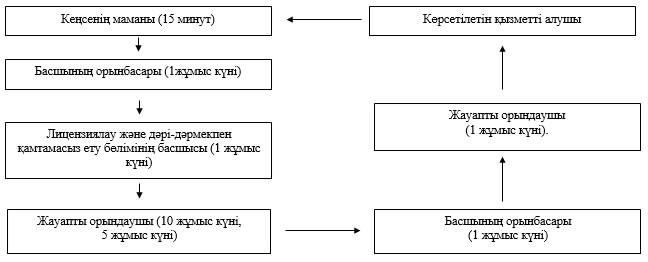 Кеңсенің маманы (15 минут)
Көрсетілетін қызметті алушы
Басшының орынбасары (1жұмыс күні)
Жауапты орындаушы
(1 жұмыс күні).
Лицензиялау және дәрі-дәрмекпен
қамтамасыз ету бөлімінің басшысы (1 жұмыс
күні)
Жауапты орындаушы (10 жұмыс күні,
5 жұмыс күні)
Басшының орынбасары
(1 жұмыс күні)